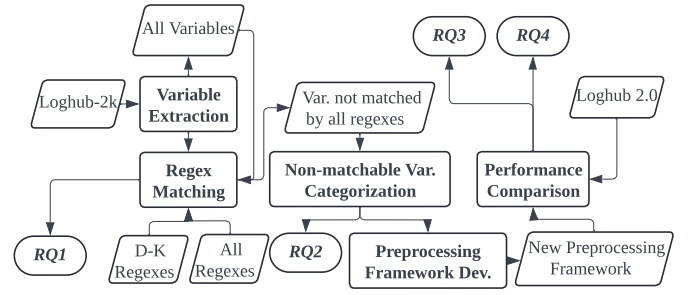 All Variables
RQ3
RQ4
Loghub-2k
Variable
Extraction
Var. not matched
by all regexes
Loghub 2.0
Regex
Matching
Non-matchable Var.
Categorization
Performance
Comparison
RQ1
D-K
Regexes
All
Regexes
RQ2
Preprocessing
Framework Dev.
New Preprocessing
Framework